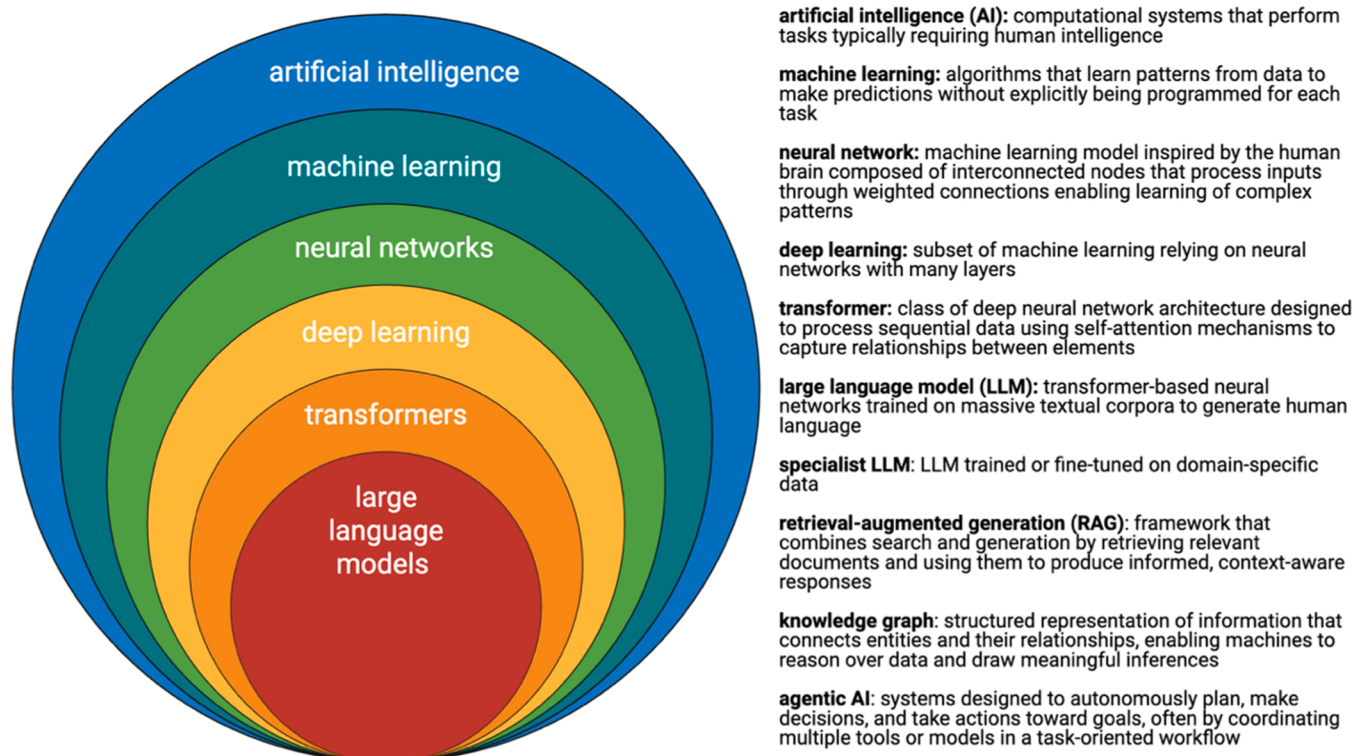 artificial intelligence
machine learning
neural networks
deep learning
transformers
large
language
models
artificial intelligence (AI): computational systems that perform
tasks typically requiring human intelligence
machine learning: algorithms that learn patterns from data to
make predictions without explicitly being programmed for each
task
neural network: machine learning model inspired by the human
brain composed of interconnected nodes that process inputs
through weighted connections enabling learning of complex
patterns
deep learning: subset of machine learning relying on neural
networks with many layers
transformer: class of deep neural network architecture designed
to process sequential data using self-attention mechanisms to
capture relationships between elements
large language model (LLM): transformer-based neural
networks trained on massive textual corpora to generate human
language
specialist LLM: LLM trained or fine-tuned on domain-specific
data
retrieval-augmented generation (RAG): framework that
combines search and generation by retrieving relevant
documents and using them to produce informed, context-aware
responses
knowledge graph: structured representation of information that
connects entities and their relationships, enabling machines to
reason over data and draw meaningful inferences
agentic AI: systems designed to autonomously plan, make
decisions, and take actions toward goals, often by coordinating
multiple tools or models in a task-oriented workflow